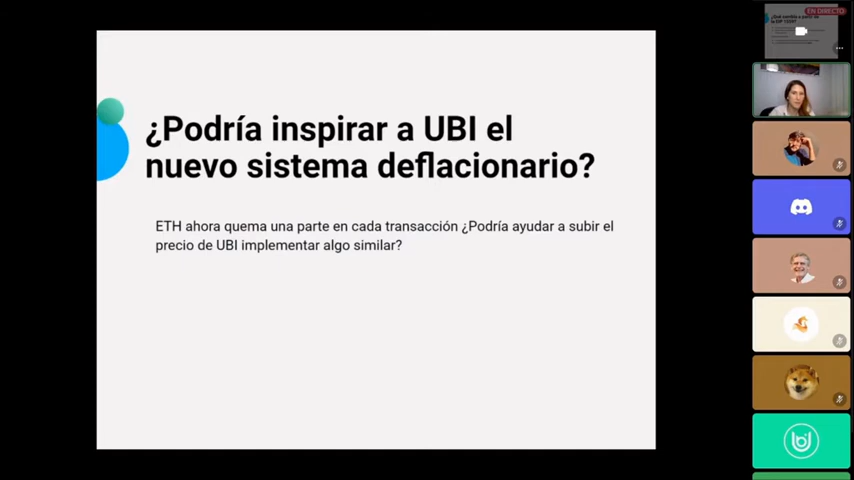 ¿Podría inspirar a UBI el
nuevo sistema deflacionario?
ETH ahora quema una parte en cada transacción ¿Podría ayudar a subir el
precio de UBI implementar algo similar?
EN DIRECTO